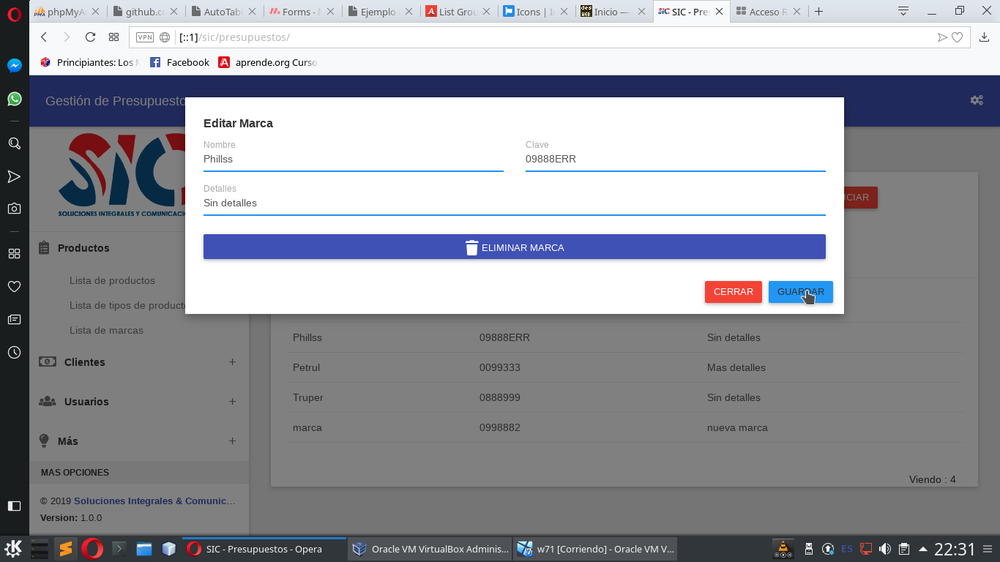 phpMyA
github.c
AutoTab
Forms -
Ejemplo
List Grou
Icons | I
Inicio —
SIC - Pres
Acceso R
VPN
[::1]/sic/presupuestos/
Principiantes: Los
Facebook
aprende.org Curso
Gestión de Presupuesto
SIC
SOLUCIONES INTEGRALES Y COMUNICACI
Productos
Lista de productos
Lista de tipos de producto
Lista de marcas
Clientes
Usuarios
Más
MAS OPCIONES
© 2019 Soluciones Integrales & Comunic...
Version: 1.0.0
Editar Marca
Nombre
Clave
Phillss
09888ERR
Detalles
Sin detalles
ELIMINAR MARCA
CERRAR
GUARDAR
CIAR
Phillss 09888ERR Sin detalles
Petrul 0099333 Mas detalles
Truper 0888999 Sin detalles
marca 0998882 nueva marca
Viendo : 4
SIC - Presupuestos - Opera
Oracle VM VirtualBox Adminis...
w71 [Corriendo] - Oracle VM V...
ES
22:31